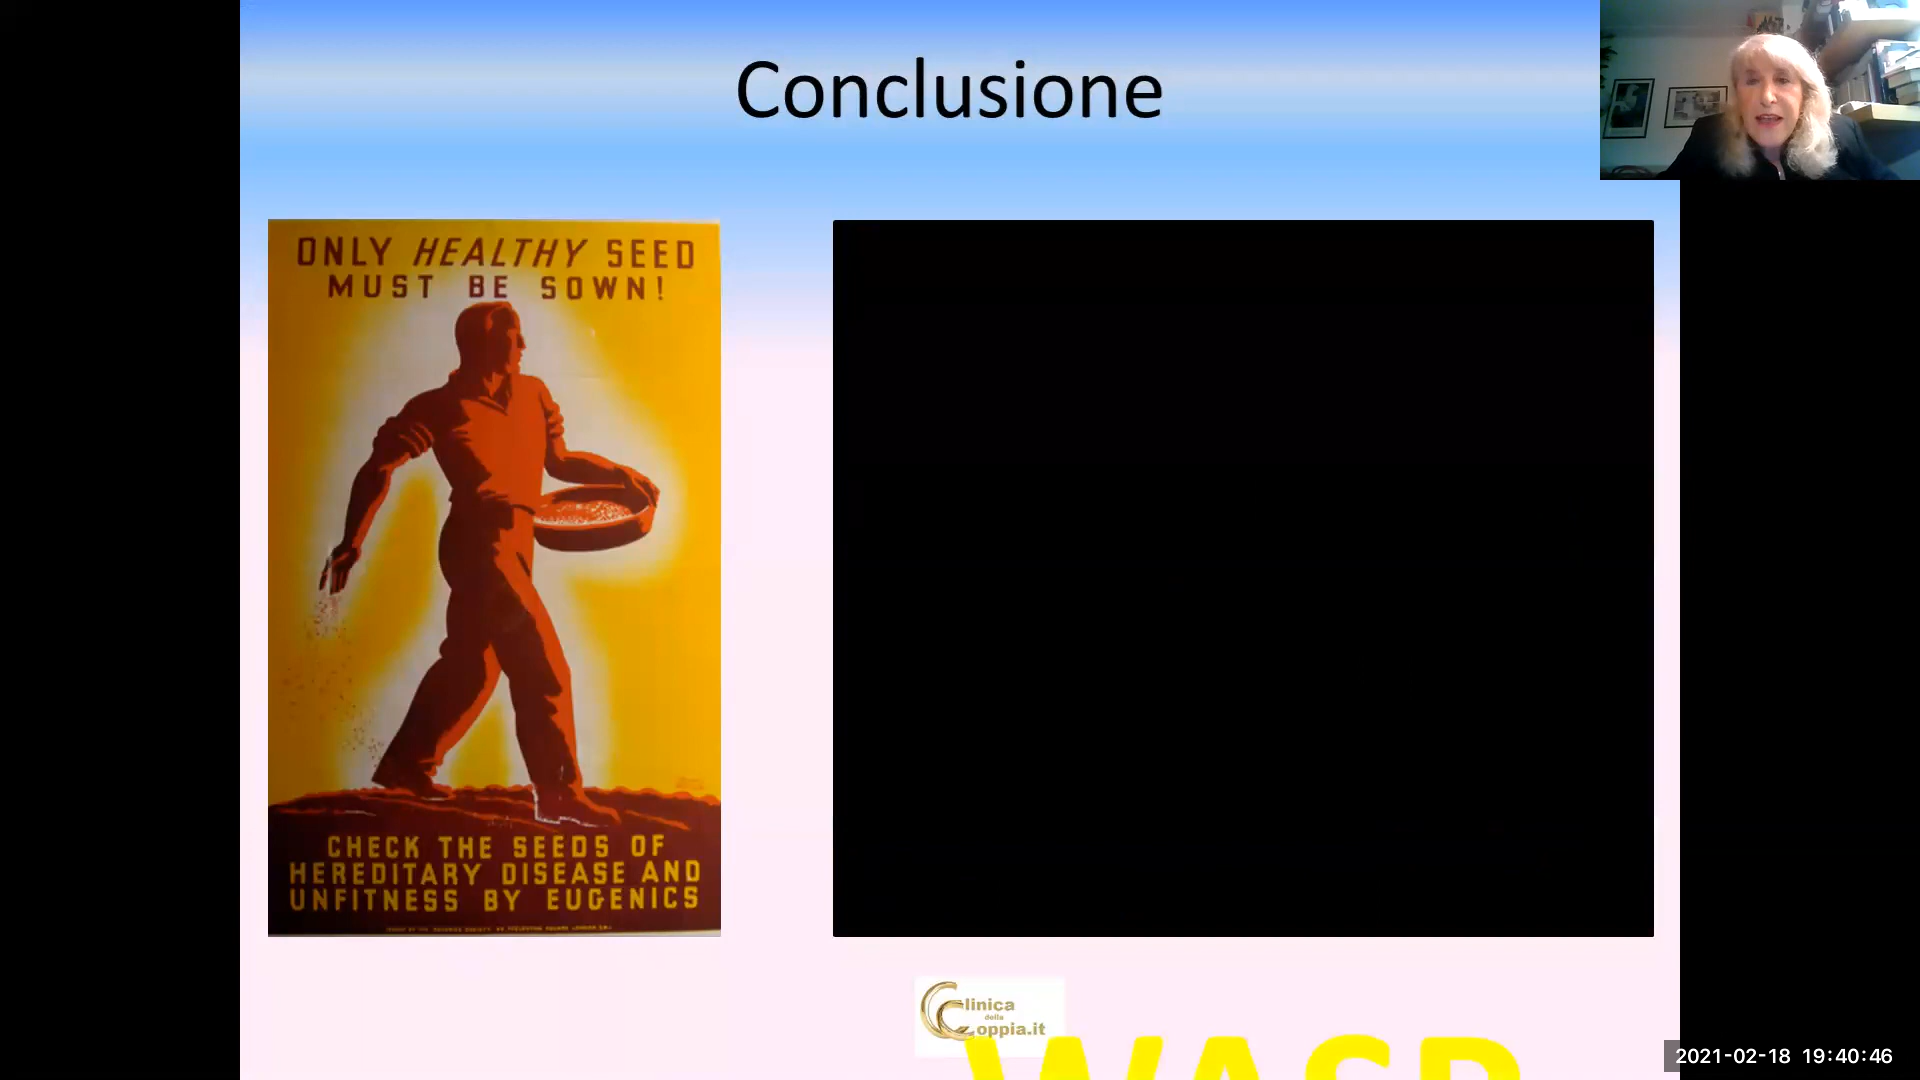 Conclusione
ONLY HEALTHY SEED
MUST BE SOWN!
CHECK THE SEEDS OF
HEREDITARY DISEASE AND
UNFITNESS BY EUGENICS
Clinica
della
Coppia.it
WASP
2021-02-18 19:40:46